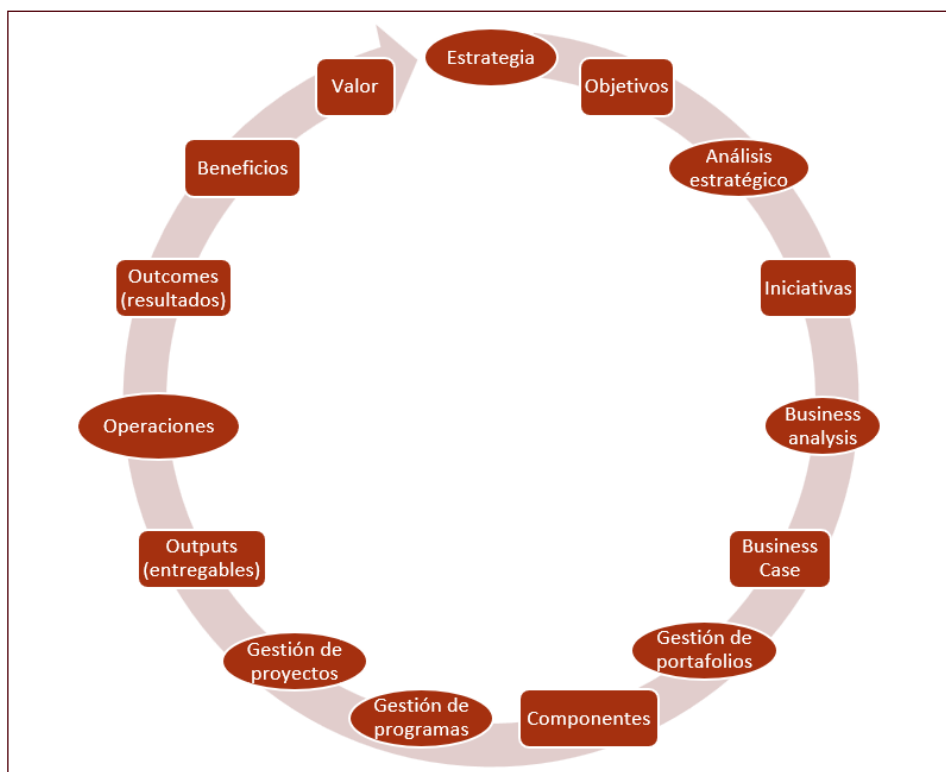 Estrategia
Objetivos
Análisis
estratégico
Iniciativas
Business
analysis
Business
Case
Gestión de
portafolios
Componentes
Gestión de
programas
Gestión de
proyectos
Outputs
(entregables)
Operaciones
Outcomes
(resultados)
Beneficios
Valor